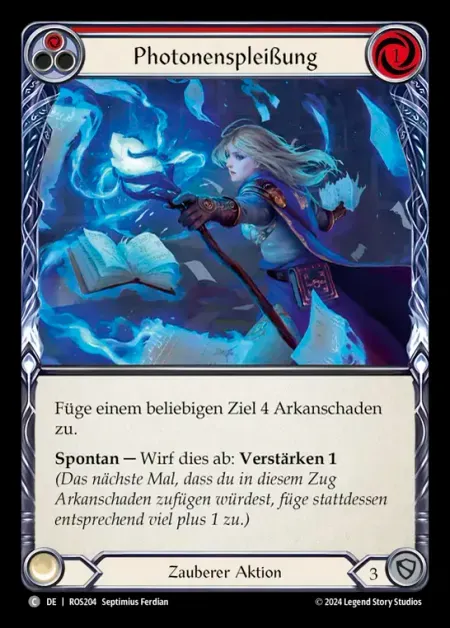 Photonenspleißung
1
Füge einem beliebigen Ziel 4 Arkanschaden
zu.
Spontan — Wirf dies ab: Verstärken 1
(Das nächste Mal, dass du in diesem Zug
Arkanschaden zufügen würdest, füge stattdessen
entsprechend viel plus 1 zu.)
Zauberer Aktion
3
C DE | ROS204 Septimius Ferdian
© 2024 Legend Story Studios